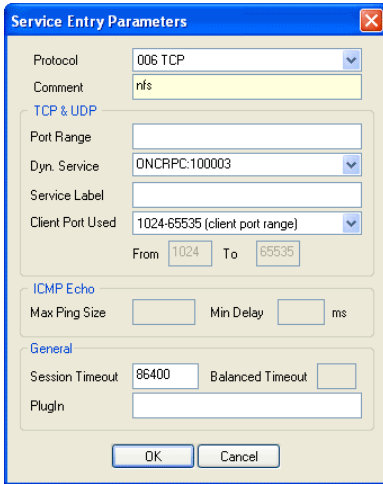 Service Entry Parameters
Protocol 006 TCP
Comment nfs
TCP & UDP
Port Range
Dyn. Service ONCRPC:100003
Service Label
Client Port Used 1024-65535 (client port range)
From 1024 To 65535
ICMP Echo
Max Ping Size Min Delay ms
General
Session Timeout 86400 Balanced Timeout
PlugIn
OK Cancel